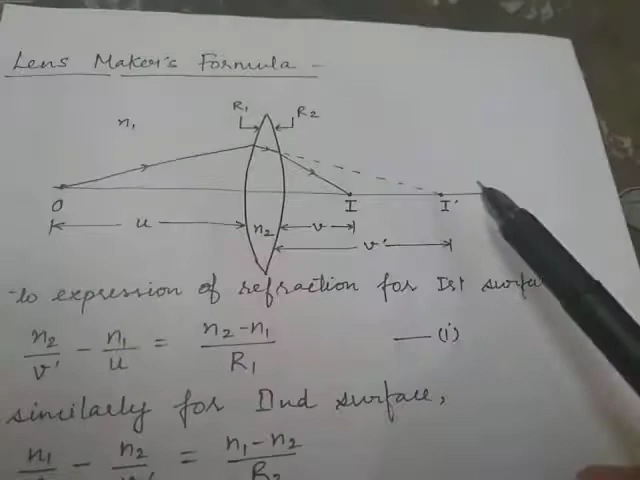 Lens Maker's Formula -
R1 R2
n1
O I I'
u n2 v
v'
to expression of refraction for Ist
n2/v' - n1/u = (n2-n1)/R1 —(i)
similarly for IInd surface,
n1/ - n2/ = (n1-n2)/R2